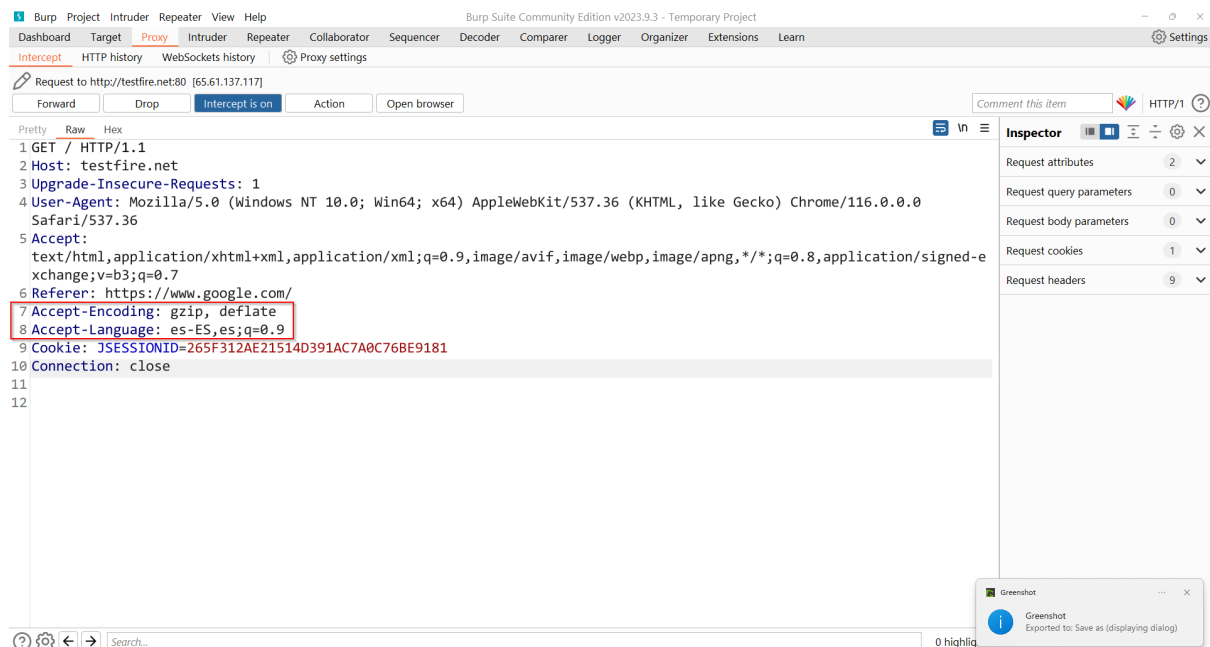 Burp Project Intruder Repeater View Help
Burp Suite Community Edition v2023.9.3 - Temporary Project
Dashboard Target Proxy Intruder Repeater Collaborator Sequencer Decoder Comparer Logger Organizer Extensions Learn Settings
Intercept HTTP history WebSockets history Proxy settings
Request to http://testfire.net:80 [65.61.137.117]
Forward Drop Intercept is on Action Open browser Comment this item HTTP/1 ?
Pretty Raw Hex \n
1 GET / HTTP/1.1
2 Host: testfire.net
3 Upgrade-Insecure-Requests: 1
4 User-Agent: Mozilla/5.0 (Windows NT 10.0; Win64; x64) AppleWebKit/537.36 (KHTML, like Gecko) Chrome/116.0.0.0
Safari/537.36
5 Accept:
text/html,application/xhtml+xml,application/xml;q=0.9,image/avif,image/webp,image/apng,*/*;q=0.8,application/signed-e
xchange;v=b3;q=0.7
6 Referer: https://www.google.com/
7 Accept-Encoding: gzip, deflate
8 Accept-Language: es-ES,es;q=0.9
9 Cookie: JSESSIONID=265F312AE21514D391AC7A0C76BE9181
10 Connection: close
11
12
Inspector
Request attributes 2
Request query parameters 0
Request body parameters 0
Request cookies 1
Request headers 9
Greenshot
Greenshot
Exported to: Save as (displaying dialog)
? Search... 0 highlig